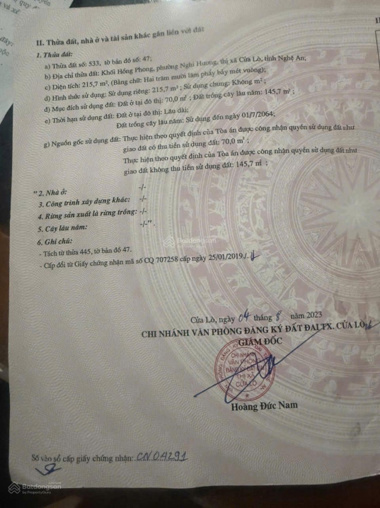 II. Thửa đất, nhà ở và tài sản khác gắn liền với đất
1. Thửa đất:
a) Thửa đất số: 533, tờ bản đồ số: 47;
b) Địa chỉ thửa đất: Khối Hồng Phong, phường Nghi Hương, thị xã Cửa Lò, tỉnh Nghệ An;
c) Diện tích: 215,7 m², (Bằng chữ: Hai trăm mười lăm phẩy bảy mét vuông);
d) Hình thức sử dụng: Sử dụng riêng: 215,7 m²; Sử dụng chung: Không m²;
đ) Mục đích sử dụng đất: Đất ở tại đô thị: 70,0 m²; Đất trồng cây lâu năm: 145,7 m²;
e) Thời hạn sử dụng đất: Đất ở tại đô thị: Lâu dài;
Đất trồng cây lâu năm: Sử dụng đến ngày 01/7/2064;
g) Nguồn gốc sử dụng đất: Thực hiện theo quyết định của Tòa án được công nhận quyền sử dụng đất như
giao đất có thu tiền sử dụng đất: 70,0 m²;
Thực hiện theo quyết định của Tòa án được công nhận quyền sử dụng đất như
giao đất không thu tiền sử dụng đất: 145,7 m²;
"2. Nhà ở: -/-
3. Công trình xây dựng khác: -/-
4. Rừng sản xuất là rừng trồng: -/-
5. Cây lâu năm: -/-"
6. Ghi chú:
- Tách từ thửa 445, tờ bản đồ 47.
- Cấp đổi từ Giấy chứng nhận mã số CQ 707258 cấp ngày 25/01/2019./.
Cửa Lò, ngày 04 tháng 8 năm 2023
CHI NHÁNH VĂN PHÒNG ĐĂNG KÝ ĐẤT ĐAI TX. CỬA LÒ
GIÁM ĐỐC
CHI NHÁNH
VĂN PHÒNG
ĐĂNG KÝ ĐẤT ĐAI
THỊ XÃ
CỬA LÒ
Hoàng Đức Nam
Số vào sổ cấp giấy chứng nhận: CN 04291
Batdongsan